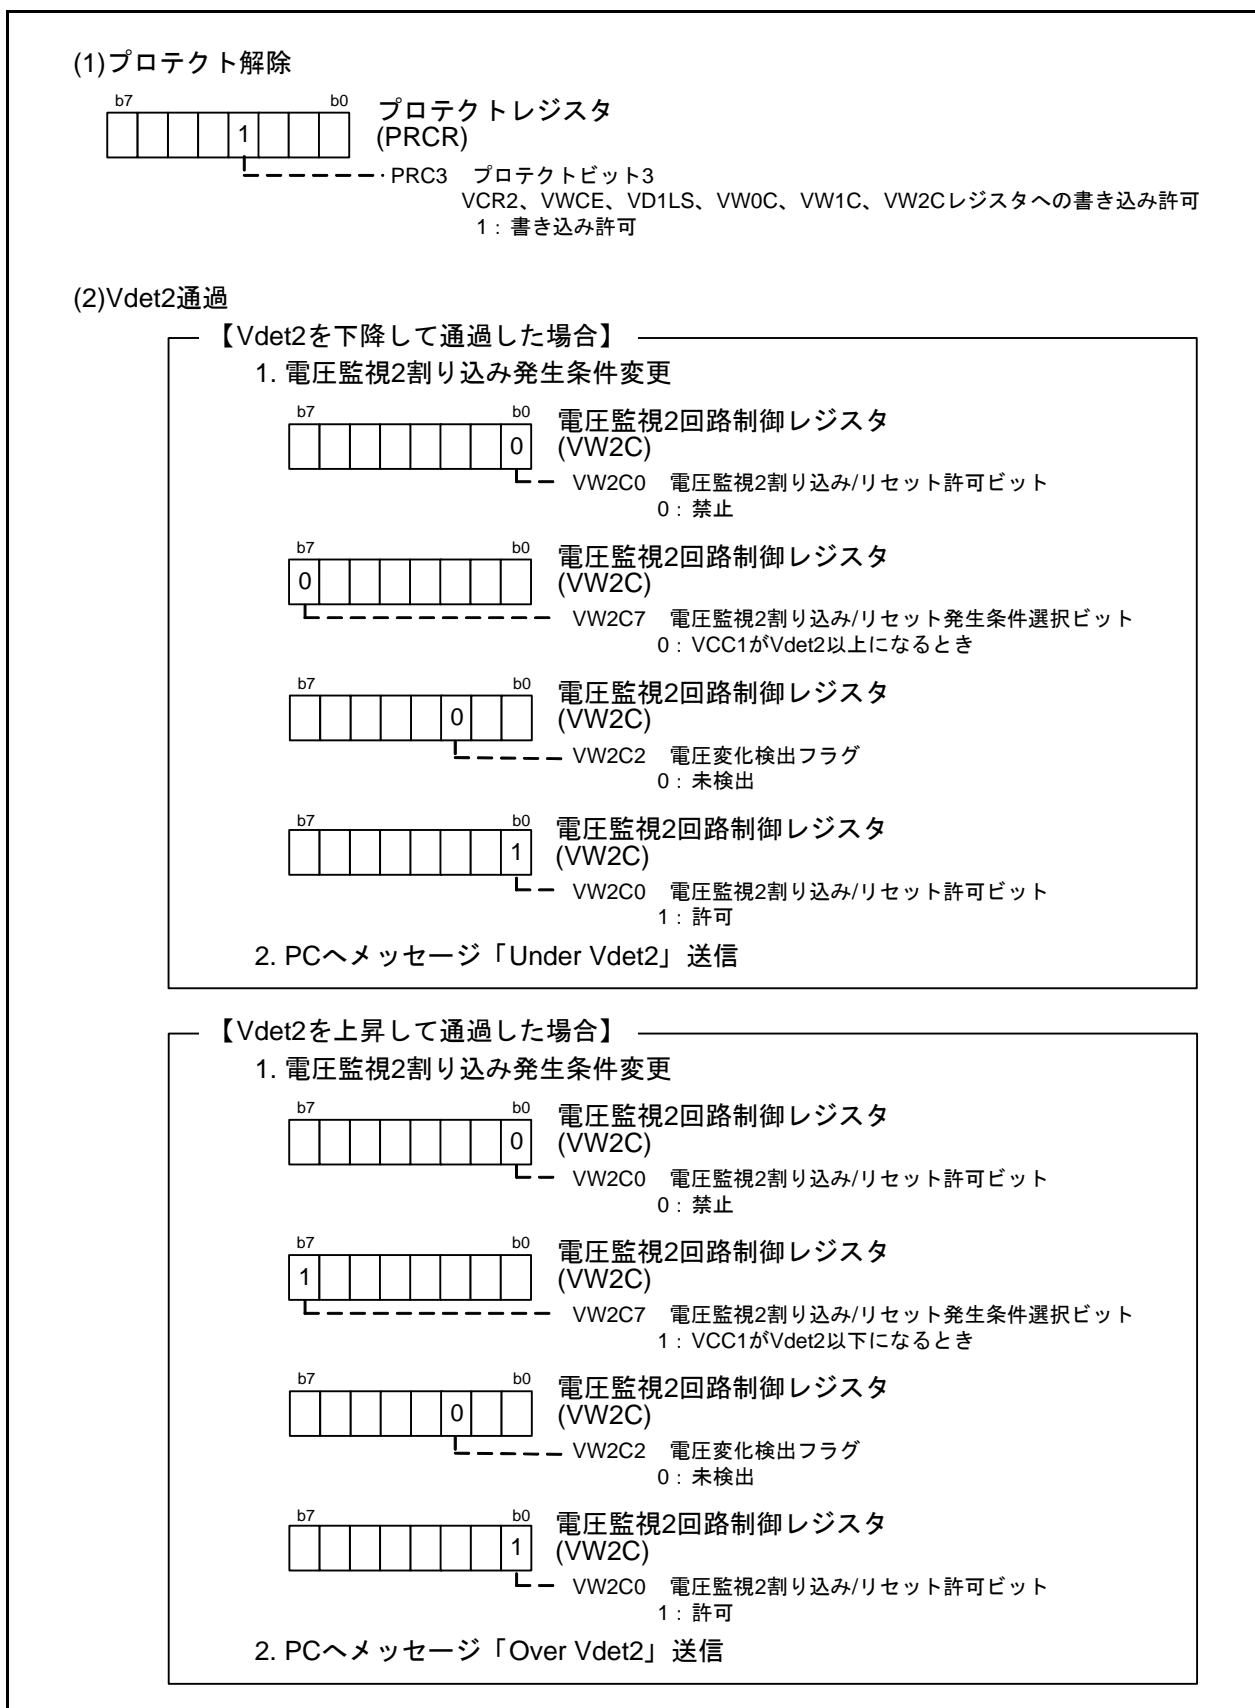 (1)プロテクト解除
b7 b0
プロテクトレジスタ
1
(PRCR)
PRC3 プロテクトビット3
VCR2、VWCE、VD1LS、VW0C、VW1C、VW2Cレジスタへの書き込み許可
1：書き込み許可
(2)Vdet2通過
【Vdet2を下降して通過した場合】
1. 電圧監視2割り込み発生条件変更
b7 b0
電圧監視2回路制御レジスタ
0
(VW2C)
VW2C0 電圧監視2割り込み/リセット許可ビット
0：禁止
b7 b0
電圧監視2回路制御レジスタ
0
(VW2C)
VW2C7 電圧監視2割り込み/リセット発生条件選択ビット
0：VCC1がVdet2以上になるとき
b7 b0
電圧監視2回路制御レジスタ
0
(VW2C)
VW2C2 電圧変化検出フラグ
0：未検出
b7 b0
電圧監視2回路制御レジスタ
1
(VW2C)
VW2C0 電圧監視2割り込み/リセット許可ビット
1：許可
2. PCへメッセージ「Under Vdet2」送信
【Vdet2を上昇して通過した場合】
1. 電圧監視2割り込み発生条件変更
b7 b0
電圧監視2回路制御レジスタ
0
(VW2C)
VW2C0 電圧監視2割り込み/リセット許可ビット
0：禁止
b7 b0
電圧監視2回路制御レジスタ
1
(VW2C)
VW2C7 電圧監視2割り込み/リセット発生条件選択ビット
1：VCC1がVdet2以下になるとき
b7 b0
電圧監視2回路制御レジスタ
0
(VW2C)
VW2C2 電圧変化検出フラグ
0：未検出
b7 b0
電圧監視2回路制御レジスタ
1
(VW2C)
VW2C0 電圧監視2割り込み/リセット許可ビット
1：許可
2. PCへメッセージ「Over Vdet2」送信